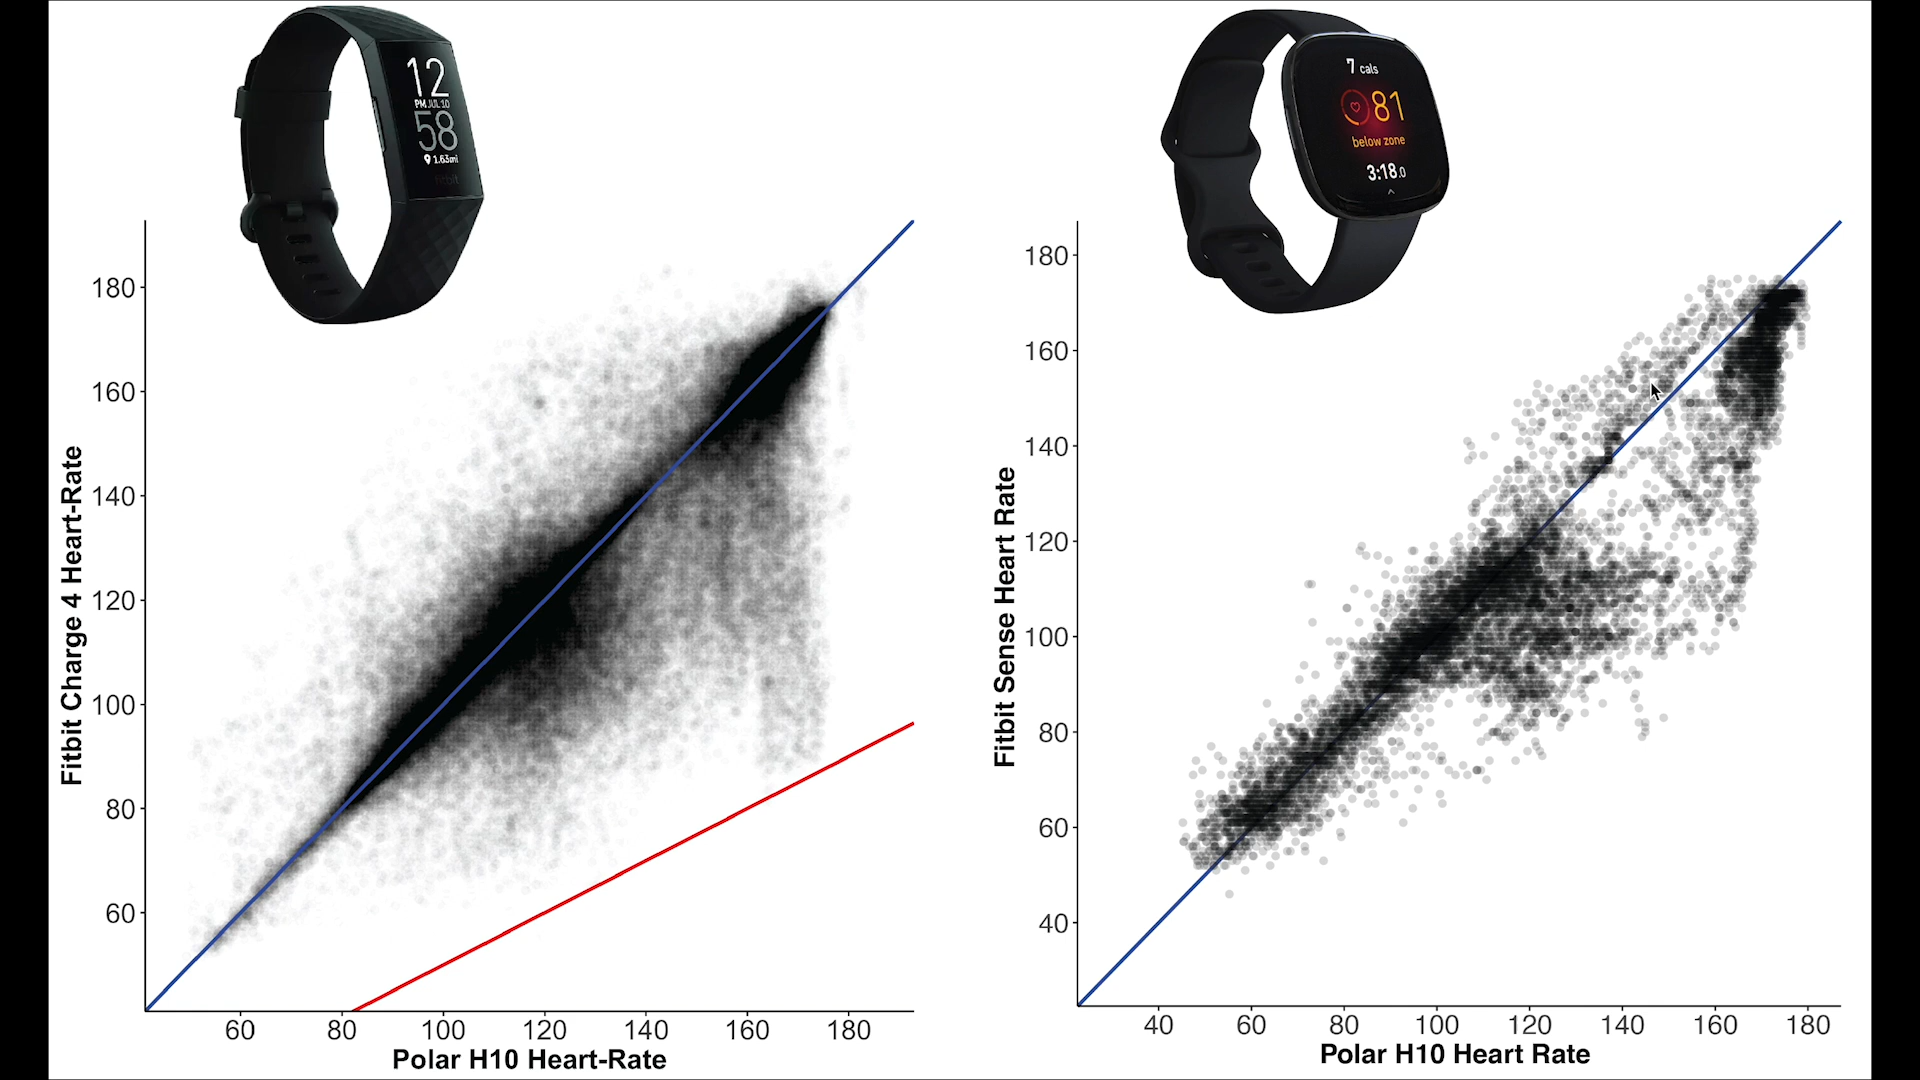 12
PM JUL 10
58
1.63mi
fitbit
7 cals
81
below zone
3:18.0
180
160
140
120
100
80
60
Fitbit Charge 4 Heart-Rate
60 80 100 120 140 160 180
Polar H10 Heart-Rate
180
160
140
120
100
80
60
40
Fitbit Sense Heart Rate
40 60 80 100 120 140 160 180
Polar H10 Heart Rate